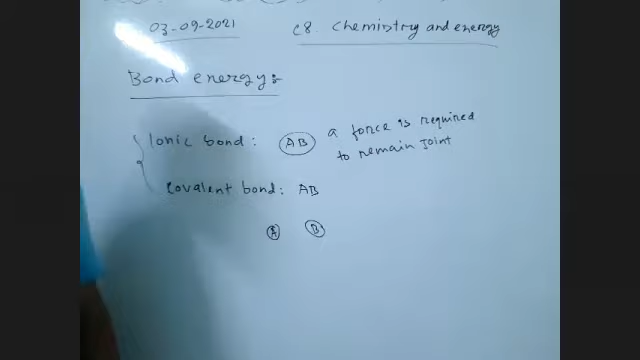 03-09-2021 C8. Chemistry and energy
Bond energy:
Ionic bond: AB a force is required
to remain joint
Covalent bond: AB
A B